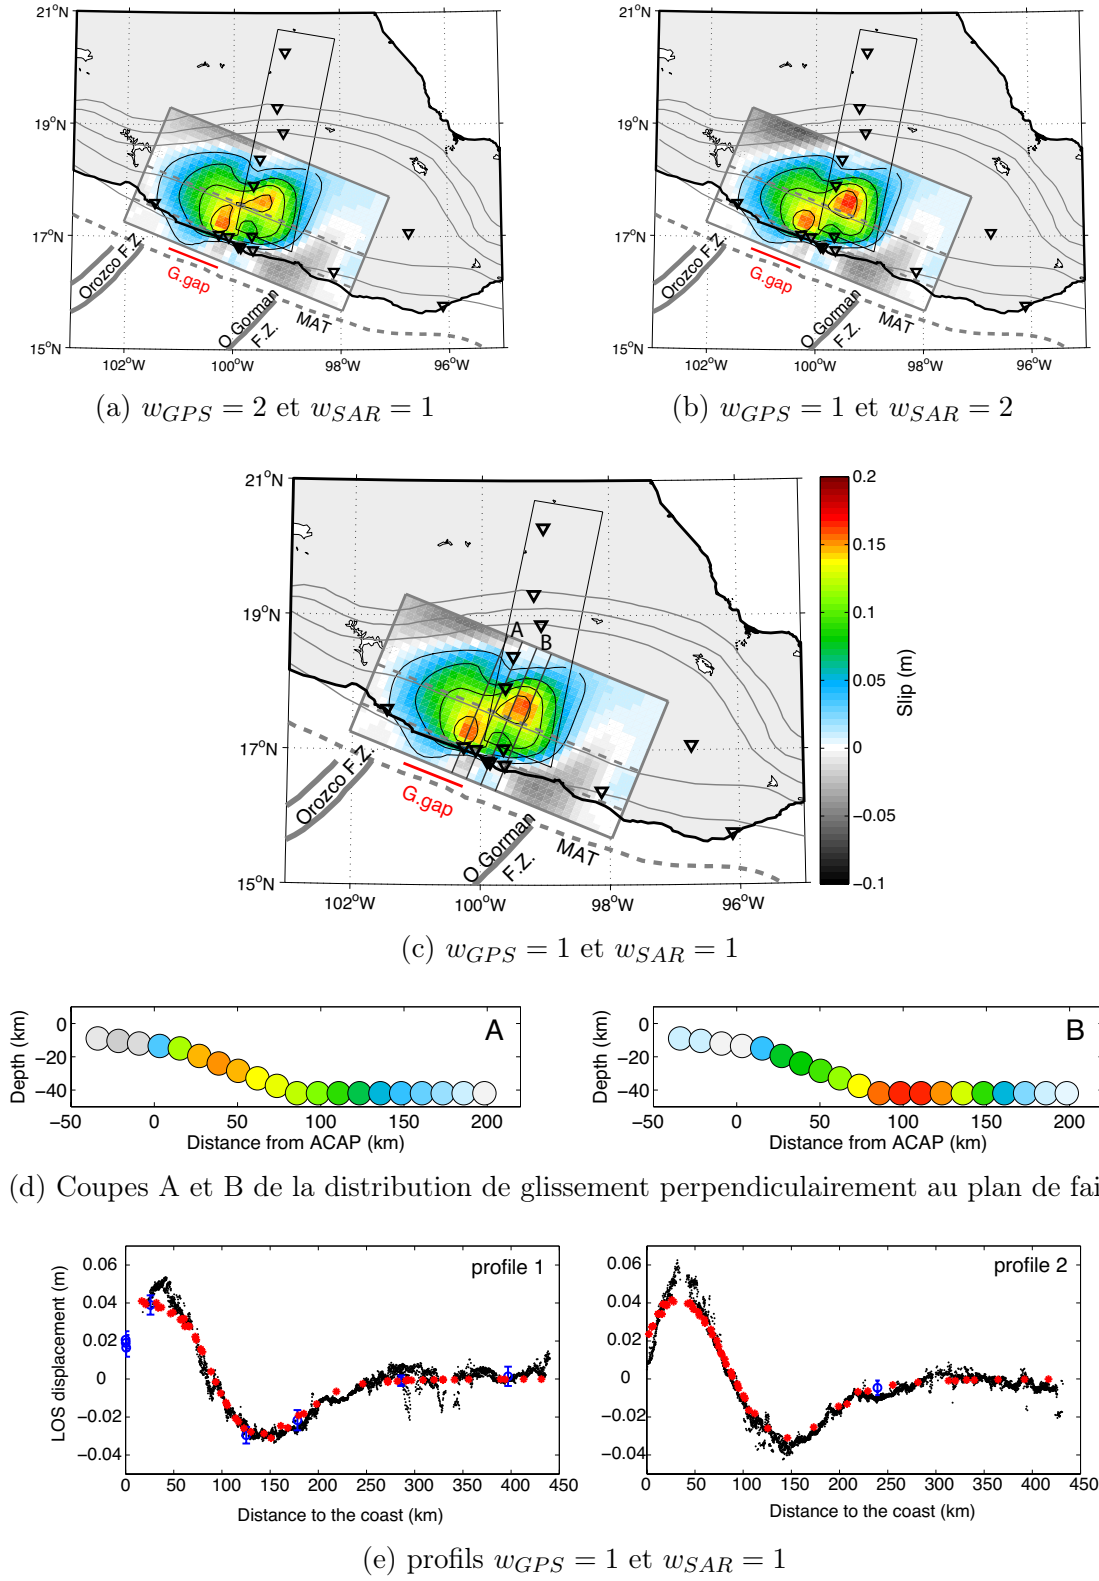 21°N
19°N
17°N
15°N
102°W
100°W
98°W
96°W
Orozco F.Z.
G.gap
O Gorman
F.Z.
MAT
(a) w_GPS = 2 et w_SAR = 1
21°N
19°N
17°N
15°N
102°W
100°W
98°W
96°W
Orozco F.Z.
G.gap
O Gorman
F.Z.
MAT
(b) w_GPS = 1 et w_SAR = 2
21°N
19°N
17°N
15°N
102°W
100°W
98°W
96°W
A
B
Orozco F.Z.
G.gap
O Gorman
F.Z.
MAT
0.2
0.15
0.1
0.05
0
−0.05
−0.1
Slip (m)
(c) w_GPS = 1 et w_SAR = 1
Depth (km)
0
−20
−40
−50
0
50
100
150
200
Distance from ACAP (km)
A
Depth (km)
0
−20
−40
−50
0
50
100
150
200
Distance from ACAP (km)
B
(d) Coupes A et B de la distribution de glissement perpendiculairement au plan de fai
LOS displacement (m)
0.06
0.04
0.02
0
−0.02
−0.04
0 50 100 150 200 250 300 350 400 450
Distance to the coast (km)
profile 1
0.06
0.04
0.02
0
−0.02
−0.04
0 50 100 150 200 250 300 350 400 450
Distance to the coast (km)
profile 2
(e) profils w_GPS = 1 et w_SAR = 1